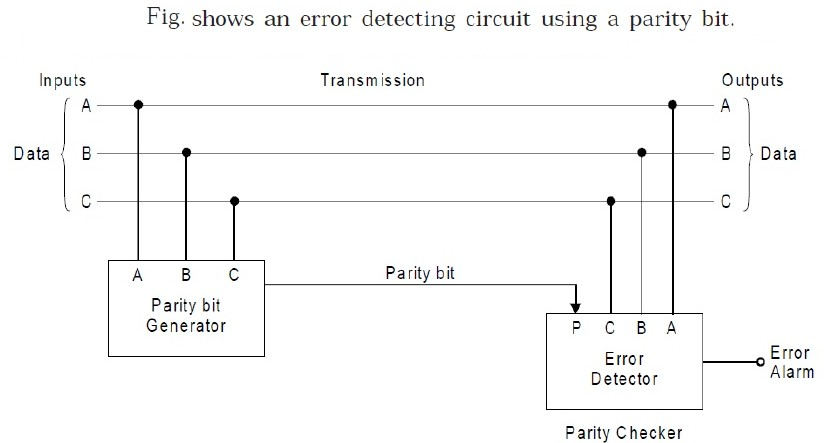 Fig. shows an error detecting circuit using a parity bit.
Inputs Transmission Outputs
A A
Data B B Data
C C
A B C Parity bit
Parity bit
Generator
P C B A
Error
Detector
Error
Alarm
Parity Checker